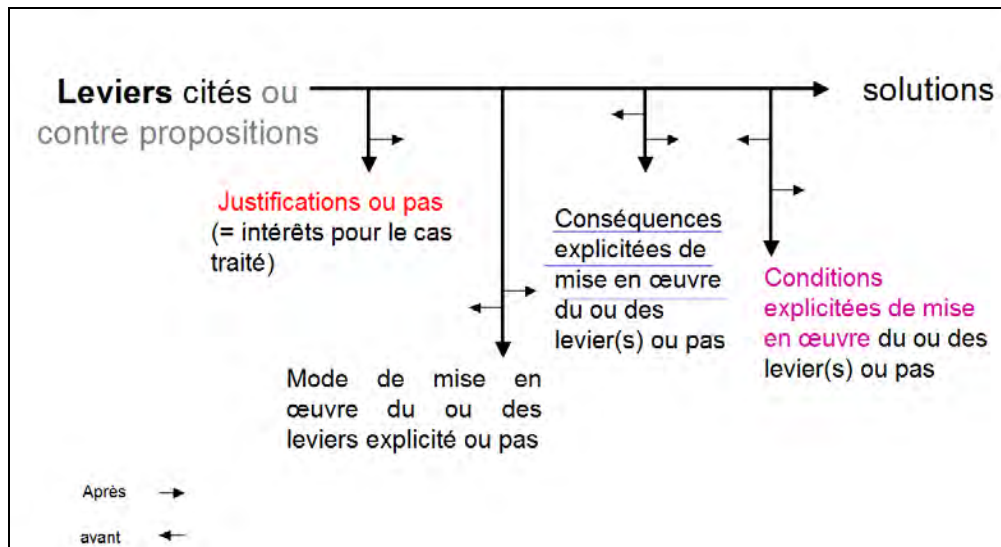 Leviers cités ou
contre propositions
solutions
Justifications ou pas
(= intérêts pour le cas
traité)
Mode de mise en
œuvre du ou des
leviers explicité ou pas
Conséquences
explicitées de
mise en œuvre
du ou des
levier(s) ou pas
Conditions
explicitées de mise
en œuvre du ou des
levier(s) ou pas
Après
avant